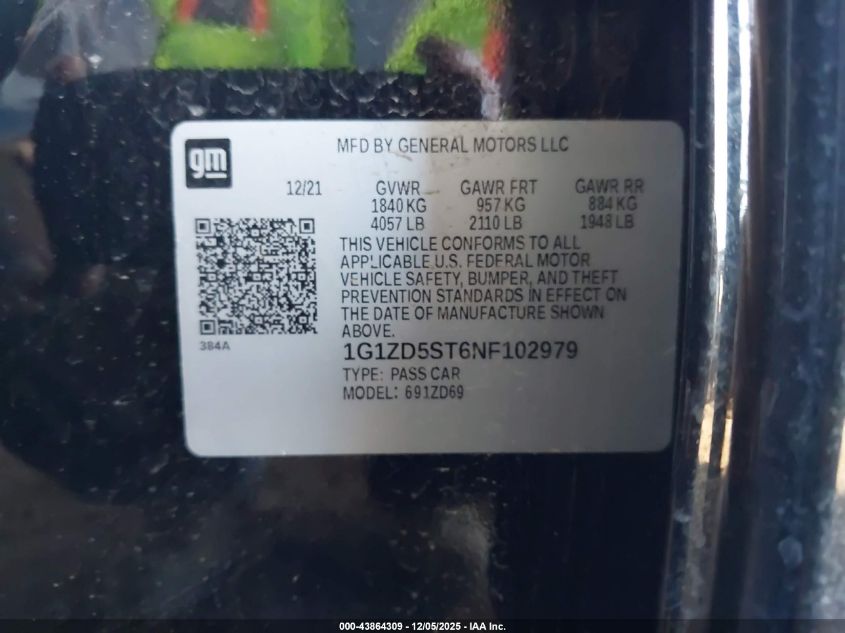 gm
MFD BY GENERAL MOTORS LLC
12/21 GVWR GAWR FRT GAWR RR
1840 KG 957 KG 884 KG
4057 LB 2110 LB 1948 LB
THIS VEHICLE CONFORMS TO ALL
APPLICABLE U.S. FEDERAL MOTOR
VEHICLE SAFETY, BUMPER, AND THEFT
PREVENTION STANDARDS IN EFFECT ON
THE DATE OF MANUFACTURE SHOWN
ABOVE.
384A
1G1ZD5ST6NF102979
TYPE: PASS CAR
MODEL: 691ZD69
000-43864309 - 12/05/2025 - IAA Inc.